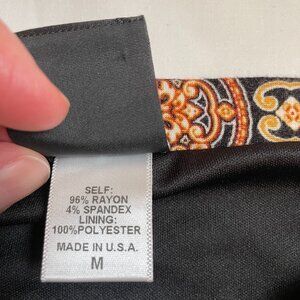 SELF:
96% RAYON
4% SPANDEX
LINING:
100%POLYESTER
MADE IN U.S.A.
M